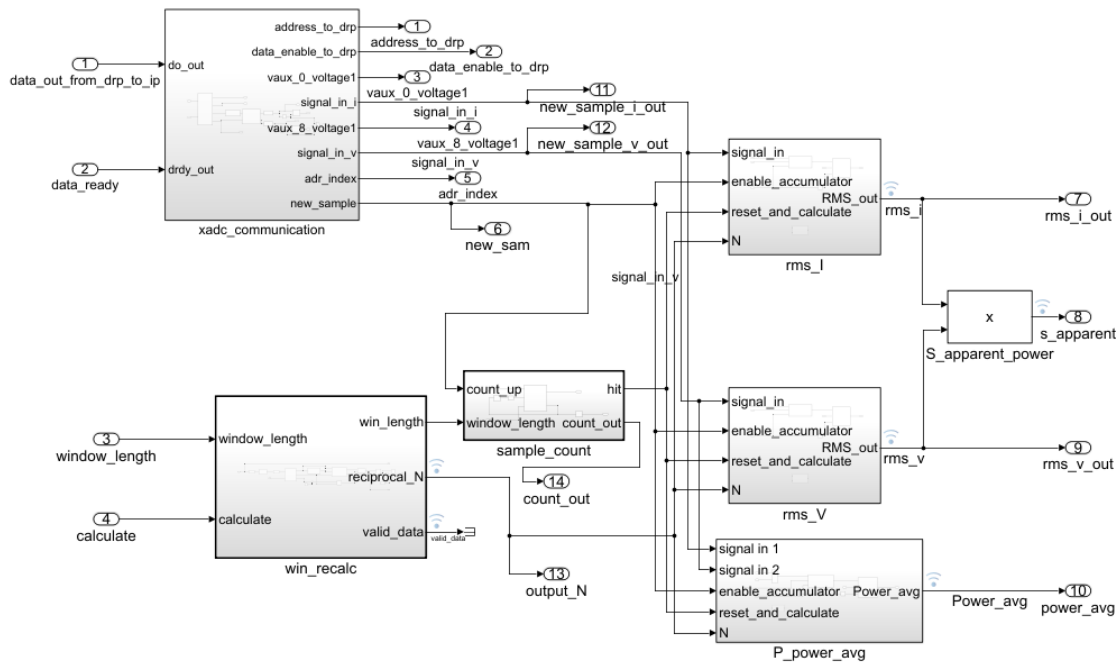 1
data_out_from_drp_to_ip
2
data_ready
do_out
drdy_out
address_to_drp
data_enable_to_drp
vaux_0_voltage1
signal_in_i
vaux_8_voltage1
signal_in_v
adr_index
new_sample
xadc_communication
1
address_to_drp
2
data_enable_to_drp
3
vaux_0_voltage1
11
new_sample_i_out
signal_in_i
4
vaux_8_voltage1
12
new_sample_v_out
signal_in_v
5
adr_index
6
new_sam
signal_in_v
signal_in
enable_accumulator
RMS_out
reset_and_calculate
N
rms_I
rms_i
7
rms_i_out
x
S_apparent_power
8
s_apparent
count_up
hit
window_length
count_out
sample_count
14
count_out
3
window_length
4
calculate
window_length
calculate
win_length
reciprocal_N
valid_data
win_recalc
valid_data
13
output_N
signal_in
enable_accumulator
RMS_out
reset_and_calculate
N
rms_V
rms_v
9
rms_v_out
signal in 1
signal in 2
enable_accumulator
Power_avg
reset_and_calculate
N
P_power_avg
Power_avg
10
power_avg